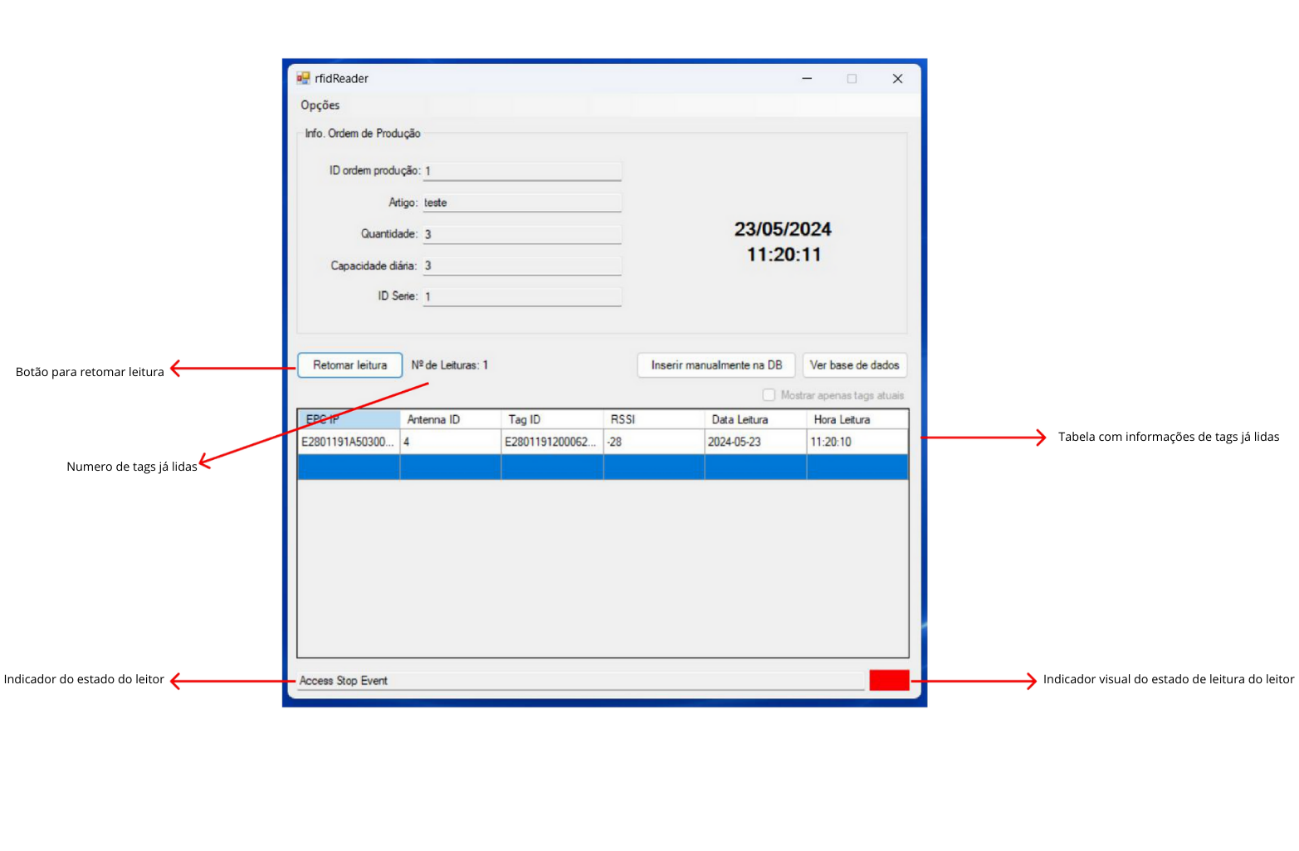 rfidReader
Opções
Info. Ordem de Produção
ID ordem produção: 1
Artigo: teste
Quantidade: 3
Capacidade diária: 3
ID Serie: 1
23/05/2024
11:20:11
Botão para retomar leitura
Retomar leitura
Nº de Leituras: 1
Inserir manualmente na DB
Ver base de dados
Mostrar apenas tags atuais
EPC IP Antenna ID Tag ID RSSI Data Leitura Hora Leitura
E2801191A50300... 4 E2801191200062... -28 2024-05-23 11:20:10
Tabela com informações de tags já lidas
Numero de tags já lidas
Indicador do estado do leitor
Access Stop Event
Indicador visual do estado de leitura do leitor